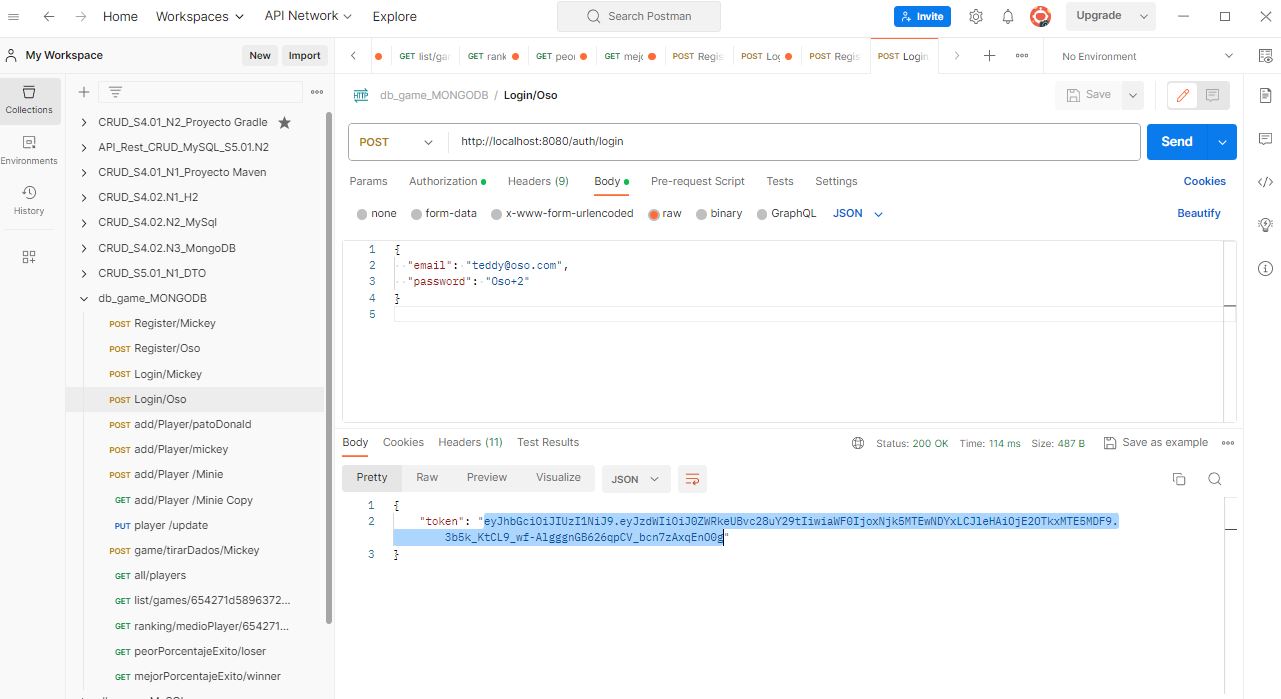 Home Workspaces API Network Explore Search Postman Invite Upgrade
My Workspace New Import
GET list/gar GET rank GET peor GET mejo POST Regis POST Log POST Regis POST Login No Environment
Collections
Environments
History
CRUD_S4.01_N2_Proyecto Gradle
API_Rest_CRUD_MySQL_S5.01.N2
CRUD_S4.01_N1_Proyecto Maven
CRUD_S4.02.N1_H2
CRUD_S4.02.N2_MySql
CRUD_S4.02.N3_MongoDB
CRUD_S5.01_N1_DTO
db_game_MONGODB
POST Register/Mickey
POST Register/Oso
POST Login/Mickey
POST Login/Oso
POST add/Player/patoDonald
POST add/Player/mickey
POST add/Player /Minie
GET add/Player /Minie Copy
PUT player /update
POST game/tirarDados/Mickey
GET all/players
GET list/games/654271d5896372...
GET ranking/medioPlayer/654271...
GET peorPorcentajeExito/loser
GET mejorPorcentajeExito/winner
db_game_MONGODB / Login/Oso Save
POST http://localhost:8080/auth/login Send
Params Authorization Headers (9) Body Pre-request Script Tests Settings Cookies
none form-data x-www-form-urlencoded raw binary GraphQL JSON Beautify
1 {
2 "email": "teddy@oso.com",
3 "password": "Oso+2"
4 }
5
Body Cookies Headers (11) Test Results Status: 200 OK Time: 114 ms Size: 487 B Save as example
Pretty Raw Preview Visualize JSON
1 {
2 "token": "eyJhbGciOiJIUzI1NiJ9.eyJzdWIiOiJ0ZWRkeUBvc28uY29tIiwiaWF0IjoxNjk5MTEwNDYxLCJleHAiOjE2OTkxMTE5MDF9.
3b5k_KtCL9_wf-AlgggnGB626qpCV_bcn7zAxqEnO0g"
3 }